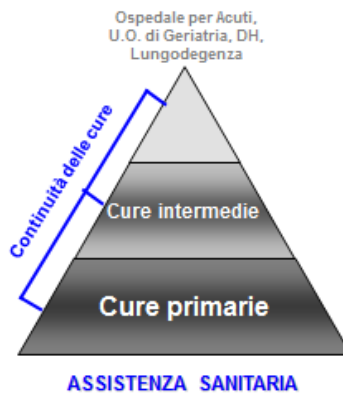 Ospedale per Acuti,
U.O. di Geriatria, DH,
Lungodegenza
Continuità delle cure
Cure intermedie
Cure primarie
ASSISTENZA SANITARIA